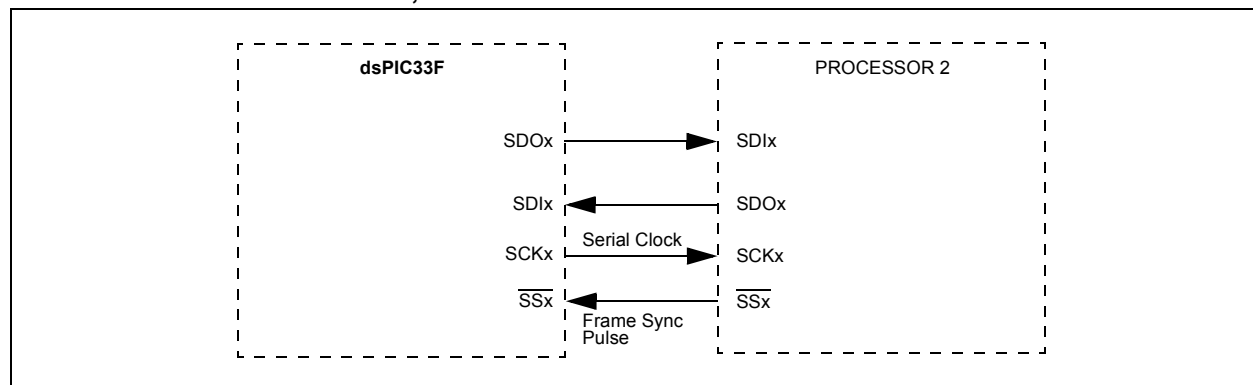 dsPIC33F
PROCESSOR 2
SDOx
SDIx
SDIx
SDOx
Serial Clock
SCKx
SCKx
SSx
SSx
Frame Sync
Pulse